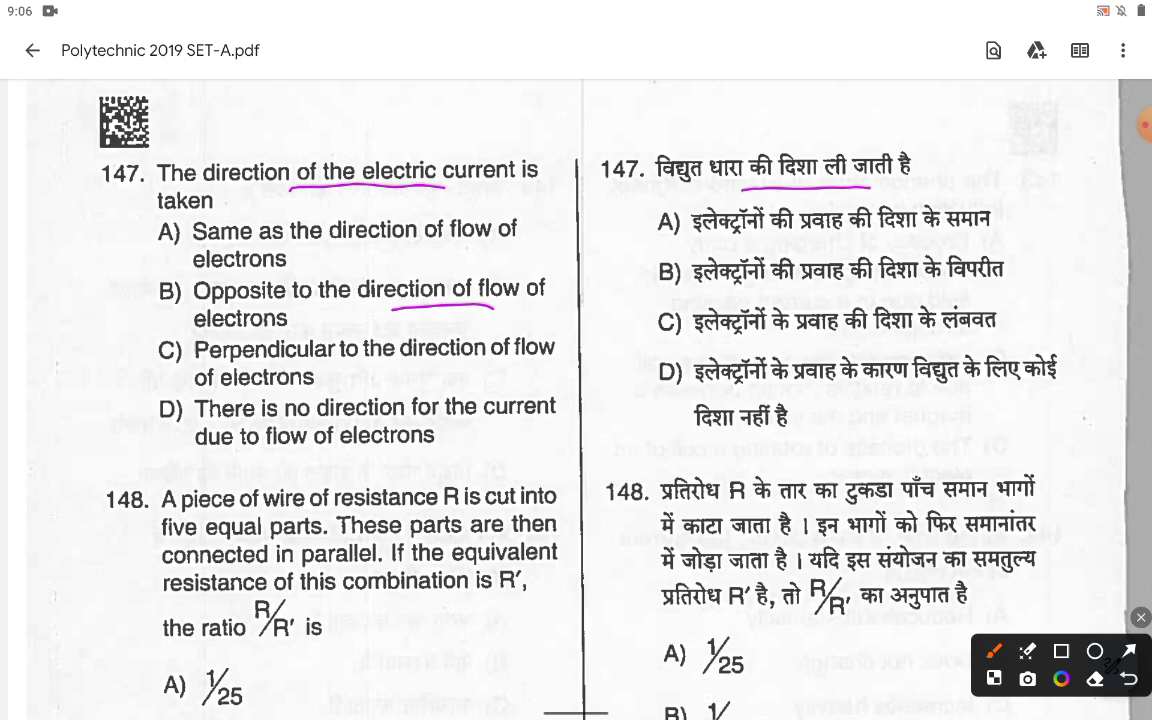 9:06
Polytechnic 2019 SET-A.pdf
147. The direction of the electric current is
taken
A) Same as the direction of flow of
electrons
B) Opposite to the direction of flow of
electrons
C) Perpendicular to the direction of flow
of electrons
D) There is no direction for the current
due to flow of electrons
148. A piece of wire of resistance R is cut into
five equal parts. These parts are then
connected in parallel. If the equivalent
resistance of this combination is R′,
the ratio R/R′ is
A) 1/25
147. विद्युत धारा की दिशा ली जाती है
A) इलेक्ट्रॉनों की प्रवाह की दिशा के समान
B) इलेक्ट्रॉनों की प्रवाह की दिशा के विपरीत
C) इलेक्ट्रॉनों के प्रवाह की दिशा के लंबवत
D) इलेक्ट्रॉनों के प्रवाह के कारण विद्युत के लिए कोई
दिशा नहीं है
148. प्रतिरोध R के तार का टुकडा पाँच समान भागों
में काटा जाता है । इन भागों को फिर समानांतर
में जोड़ा जाता है । यदि इस संयोजन का समतुल्य
प्रतिरोध R′ है, तो R/R′ का अनुपात है
A) 1/25
B) 1/